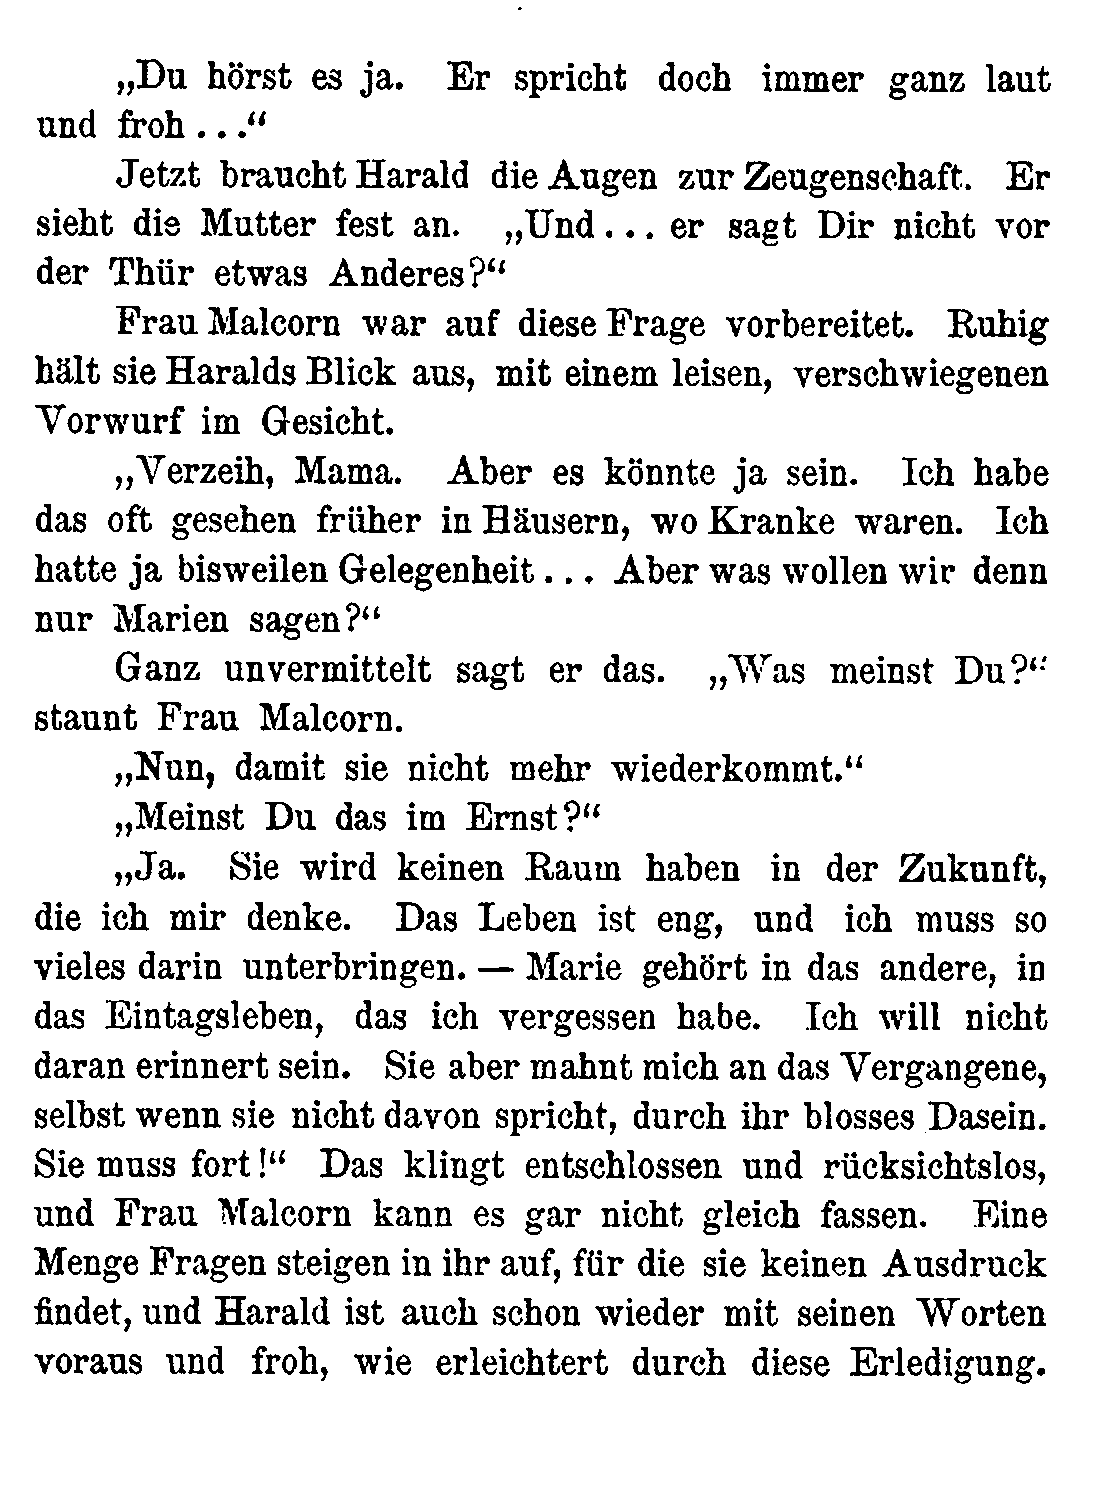 „Du hörst es ja. Er spricht doch immer ganz laut
und froh . . .“
Jetzt braucht Harald die Augen zur Zeugenschaft. Er
sieht die Mutter fest an. „Und . . . er sagt Dir nicht vor
der Thür etwas Anderes?“
Frau Malcorn war auf diese Frage vorbereitet. Ruhig
hält sie Haralds Blick aus, mit einem leisen, verschwiegenen
Vorwurf im Gesicht.
„Verzeih, Mama. Aber es könnte ja sein. Ich habe
das oft gesehen früher in Häusern, wo Kranke waren. Ich
hatte ja bisweilen Gelegenheit . . . Aber was wollen wir denn
nur Marien sagen?“
Ganz unvermittelt sagt er das. „Was meinst Du?“
staunt Frau Malcorn.
„Nun, damit sie nicht mehr wiederkommt.“
„Meinst Du das im Ernst?“
„Ja. Sie wird keinen Raum haben in der Zukunft,
die ich mir denke. Das Leben ist eng, und ich muss so
vieles darin unterbringen. — Marie gehört in das andere, in
das Eintagsleben, das ich vergessen habe. Ich will nicht
daran erinnert sein. Sie aber mahnt mich an das Vergangene,
selbst wenn sie nicht davon spricht, durch ihr blosses Dasein.
Sie muss fort!“ Das klingt entschlossen und rücksichtslos,
und Frau Malcorn kann es gar nicht gleich fassen. Eine
Menge Fragen steigen in ihr auf, für die sie keinen Ausdruck
findet, und Harald ist auch schon wieder mit seinen Worten
voraus und froh, wie erleichtert durch diese Erledigung.